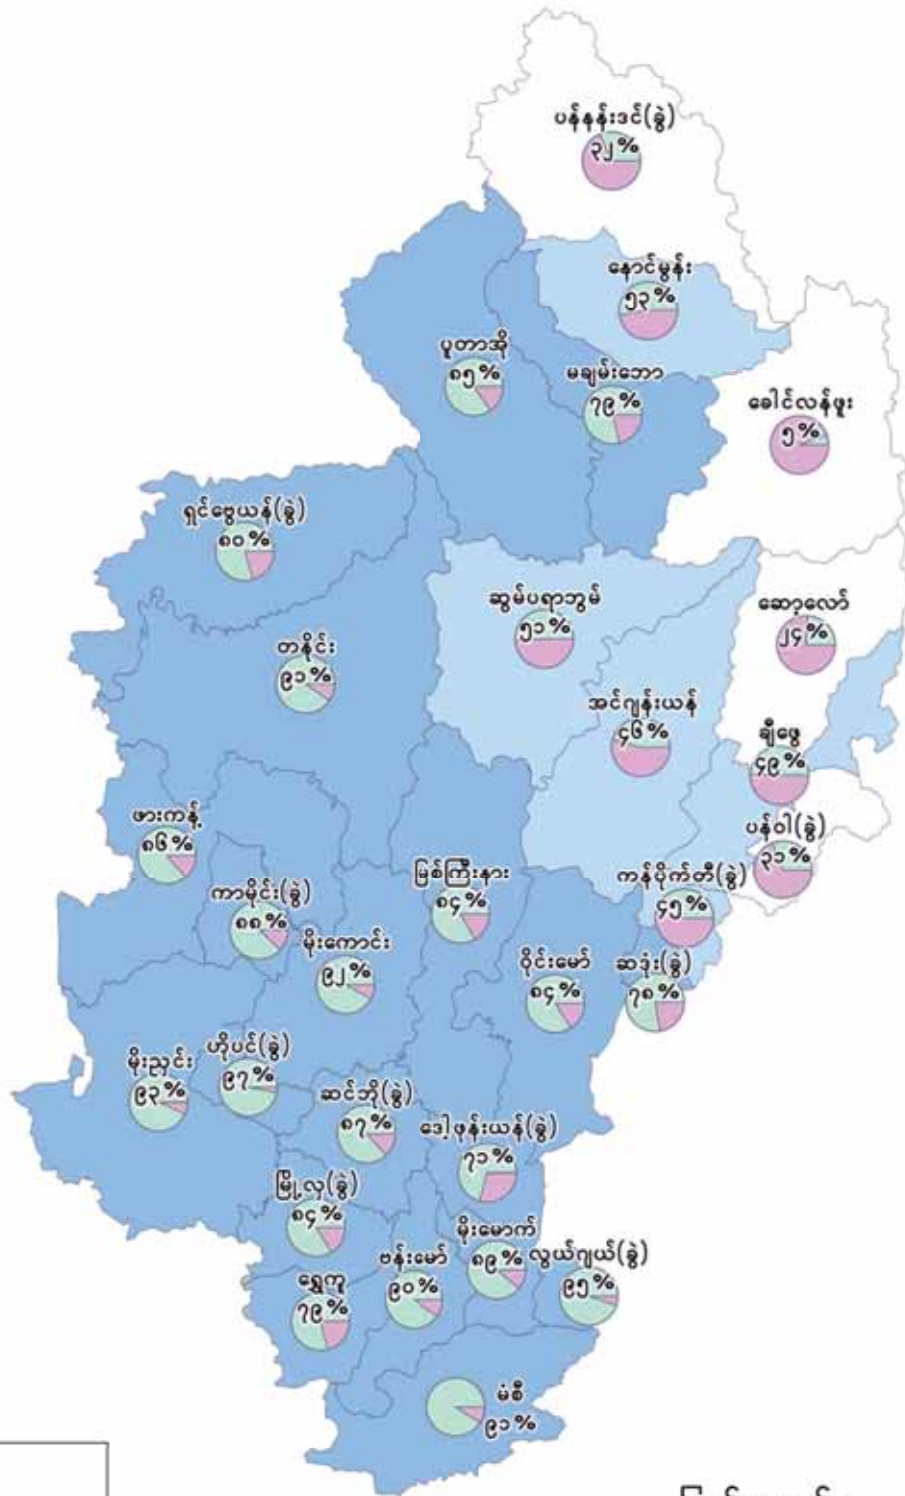 ပန်နန်းဒင်(ခွဲ)
၃၂%
နောင်မွန်း
၅၃%
ပူတာအို
၈၅%
မချမ်းဘော
၇၉%
ခေါင်လန်ဖူး
၅%
ရှင်ဗွေယန်(ခွဲ)
၈၀%
ဆွမ်ပရာဘွမ်
၅၁%
ဆော့လော်
၂၄%
တနိုင်း
၉၁%
အင်ဂျန်းယန်
၄၆%
ချီဖွေ
၄၉%
ဖားကန့်
၈၆%
ပန်ဝါ(ခွဲ)
၃၁%
မြစ်ကြီးနား
၈၄%
ကန်ပိုက်တီ(ခွဲ)
၄၅%
ကာမိုင်း(ခွဲ)
၈၈%
မိုးကောင်း
၉၂%
ဝိုင်းမော်
၈၄%
ဆဒုံး(ခွဲ)
၇၈%
မိုးညှင်း
၉၃%
ဟိုပင်(ခွဲ)
၉၇%
ဆင်ဘို(ခွဲ)
၈၇%
ဒေါ့ဖုန်းယန်(ခွဲ)
၇၁%
မြို့လှ(ခွဲ)
၈၄%
မိုးမောက်
၈၉%
ဗန်းမော်
၉၀%
လွယ်ဂျယ်(ခွဲ)
၉၅%
ရွှေကူ
၇၉%
မံစီ
၉၁%